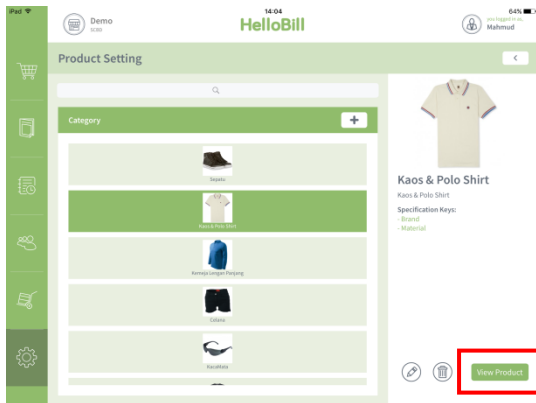 iPad
14:04
64%
Demo
HelloBill
you logged in as,
Mahmud
Product Setting
Category
Sepatu
Kaos & Polo Shirt
Kemeja Lengan Panjang
Celana
KacaMata
Kaos & Polo Shirt
Kaos & Polo Shirt
Specification Keys:
- Brand
- Material
View Product